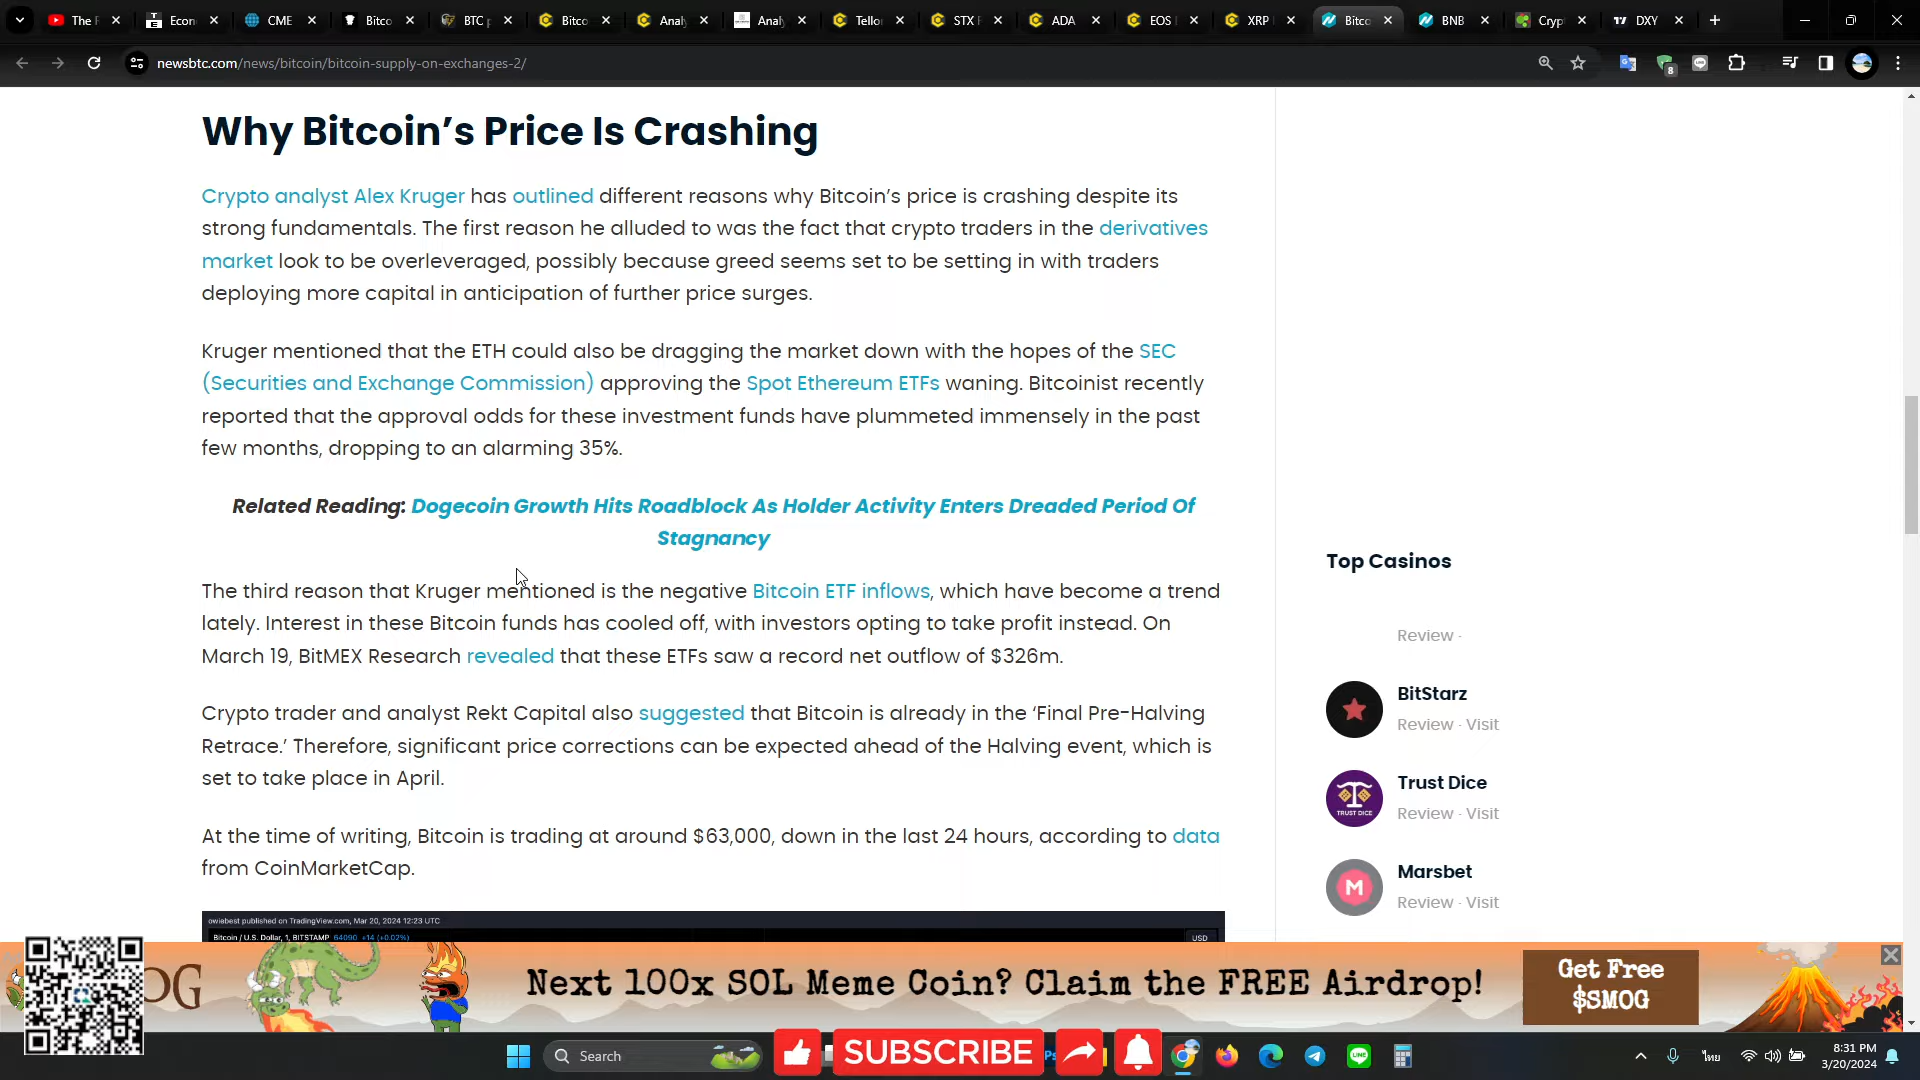 The F
Econ
CME
Bitco
BTC p
Bitco
Analy
Analy
Tello
STX F
ADA
EOS
XRP
Bitco
BNB
Cryp
DXY
newsbtc.com/news/bitcoin/bitcoin-supply-on-exchanges-2/
8
Why Bitcoin’s Price Is Crashing
Crypto analyst Alex Kruger has outlined different reasons why Bitcoin’s price is crashing despite its
strong fundamentals. The first reason he alluded to was the fact that crypto traders in the derivatives
market look to be overleveraged, possibly because greed seems set to be setting in with traders
deploying more capital in anticipation of further price surges.
Kruger mentioned that the ETH could also be dragging the market down with the hopes of the SEC
(Securities and Exchange Commission) approving the Spot Ethereum ETFs waning. Bitcoinist recently
reported that the approval odds for these investment funds have plummeted immensely in the past
few months, dropping to an alarming 35%.
Related Reading: Dogecoin Growth Hits Roadblock As Holder Activity Enters Dreaded Period Of
Stagnancy
The third reason that Kruger mentioned is the negative Bitcoin ETF inflows, which have become a trend
lately. Interest in these Bitcoin funds has cooled off, with investors opting to take profit instead. On
March 19, BitMEX Research revealed that these ETFs saw a record net outflow of $326m.
Crypto trader and analyst Rekt Capital also suggested that Bitcoin is already in the ‘Final Pre-Halving
Retrace.’ Therefore, significant price corrections can be expected ahead of the Halving event, which is
set to take place in April.
At the time of writing, Bitcoin is trading at around $63,000, down in the last 24 hours, according to data
from CoinMarketCap.
owiebest published on TradingView.com, Mar 20, 2024 12:23 UTC
Bitcoin / U.S. Dollar, 1, BITSTAMP 64090 +14 (+0.02%)
USD
Top Casinos
Review ·
BitStarz
Review · Visit
TRUST DICE
Trust Dice
Review · Visit
M
Marsbet
Review · Visit
OG
Next 100x SOL Meme Coin? Claim the FREE Airdrop!
Get Free
$SMOG
Search
SUBSCRIBE
Ps
LINE
ไทย
8:31 PM
3/20/2024